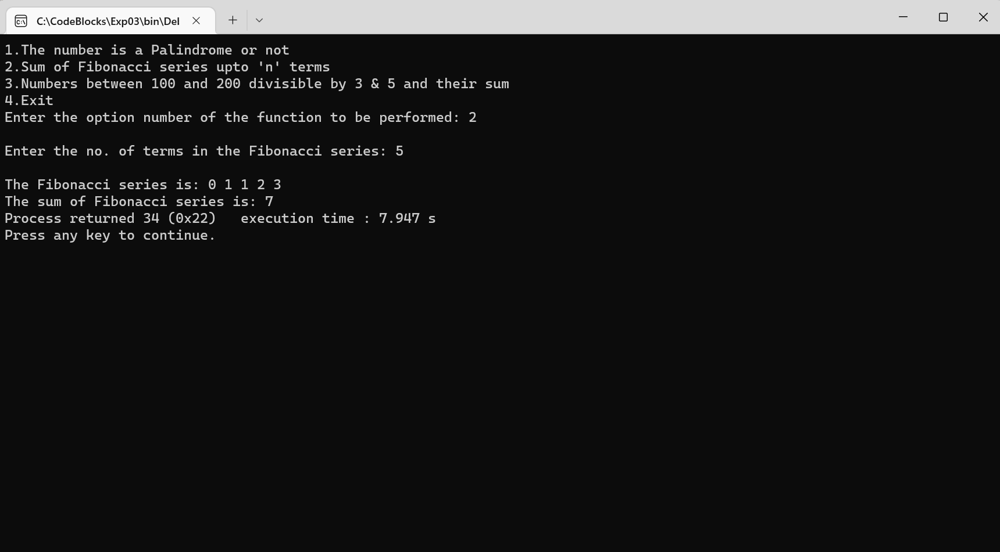 C:\CodeBlocks\Exp03\bin\Del
1.The number is a Palindrome or not
2.Sum of Fibonacci series upto 'n' terms
3.Numbers between 100 and 200 divisible by 3 & 5 and their sum
4.Exit
Enter the option number of the function to be performed: 2
Enter the no. of terms in the Fibonacci series: 5
The Fibonacci series is: 0 1 1 2 3
The sum of Fibonacci series is: 7
Process returned 34 (0x22)   execution time : 7.947 s
Press any key to continue.